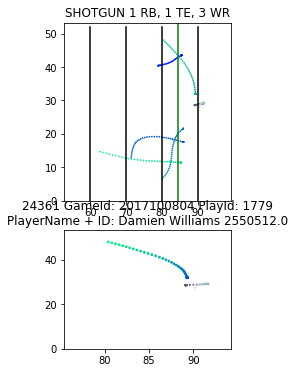 SHOTGUN 1 RB, 1 TE, 3 WR
50
40
30
20
10
0
60 70 80 90
24361 GameId: 2017100804 PlayId: 1779
PlayerName + ID: Damien Williams 2550512.0
40
20
0
80 85 90